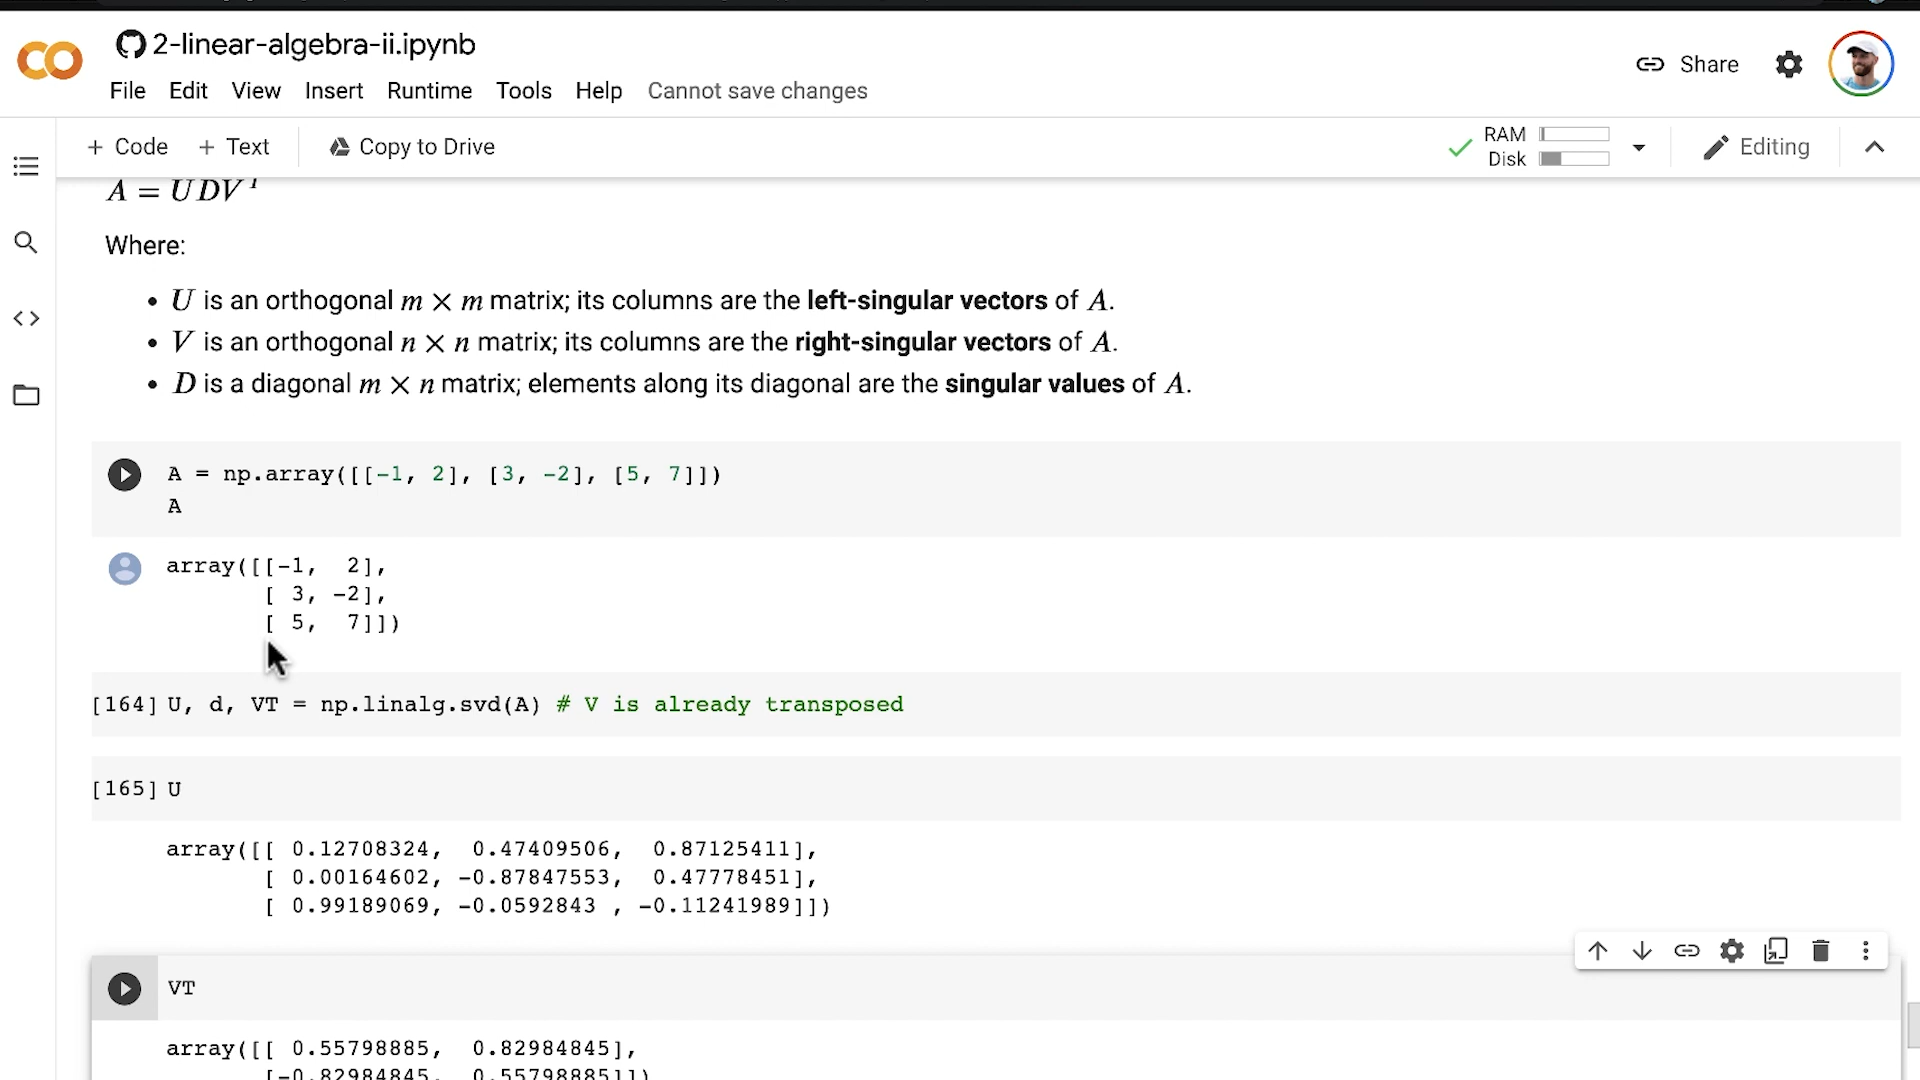 2-linear-algebra-ii.ipynb
Share
File Edit View Insert Runtime Tools Help Cannot save changes
+ Code + Text Copy to Drive
RAM
Disk
Editing
A = UDVᵀ
Where:
• U is an orthogonal m × m matrix; its columns are the left-singular vectors of A.
• V is an orthogonal n × n matrix; its columns are the right-singular vectors of A.
• D is a diagonal m × n matrix; elements along its diagonal are the singular values of A.
A = np.array([[-1, 2], [3, -2], [5, 7]])
A
array([[-1,  2],
[ 3, -2],
[ 5,  7]])
[164] U, d, VT = np.linalg.svd(A) # V is already transposed
[165] U
array([[ 0.12708324,  0.47409506,  0.87125411],
[ 0.00164602, -0.87847553,  0.47778451],
[ 0.99189069, -0.0592843 , -0.11241989]])
VT
array([[ 0.55798885,  0.82984845],
[-0.82984845,  0.55798885]])